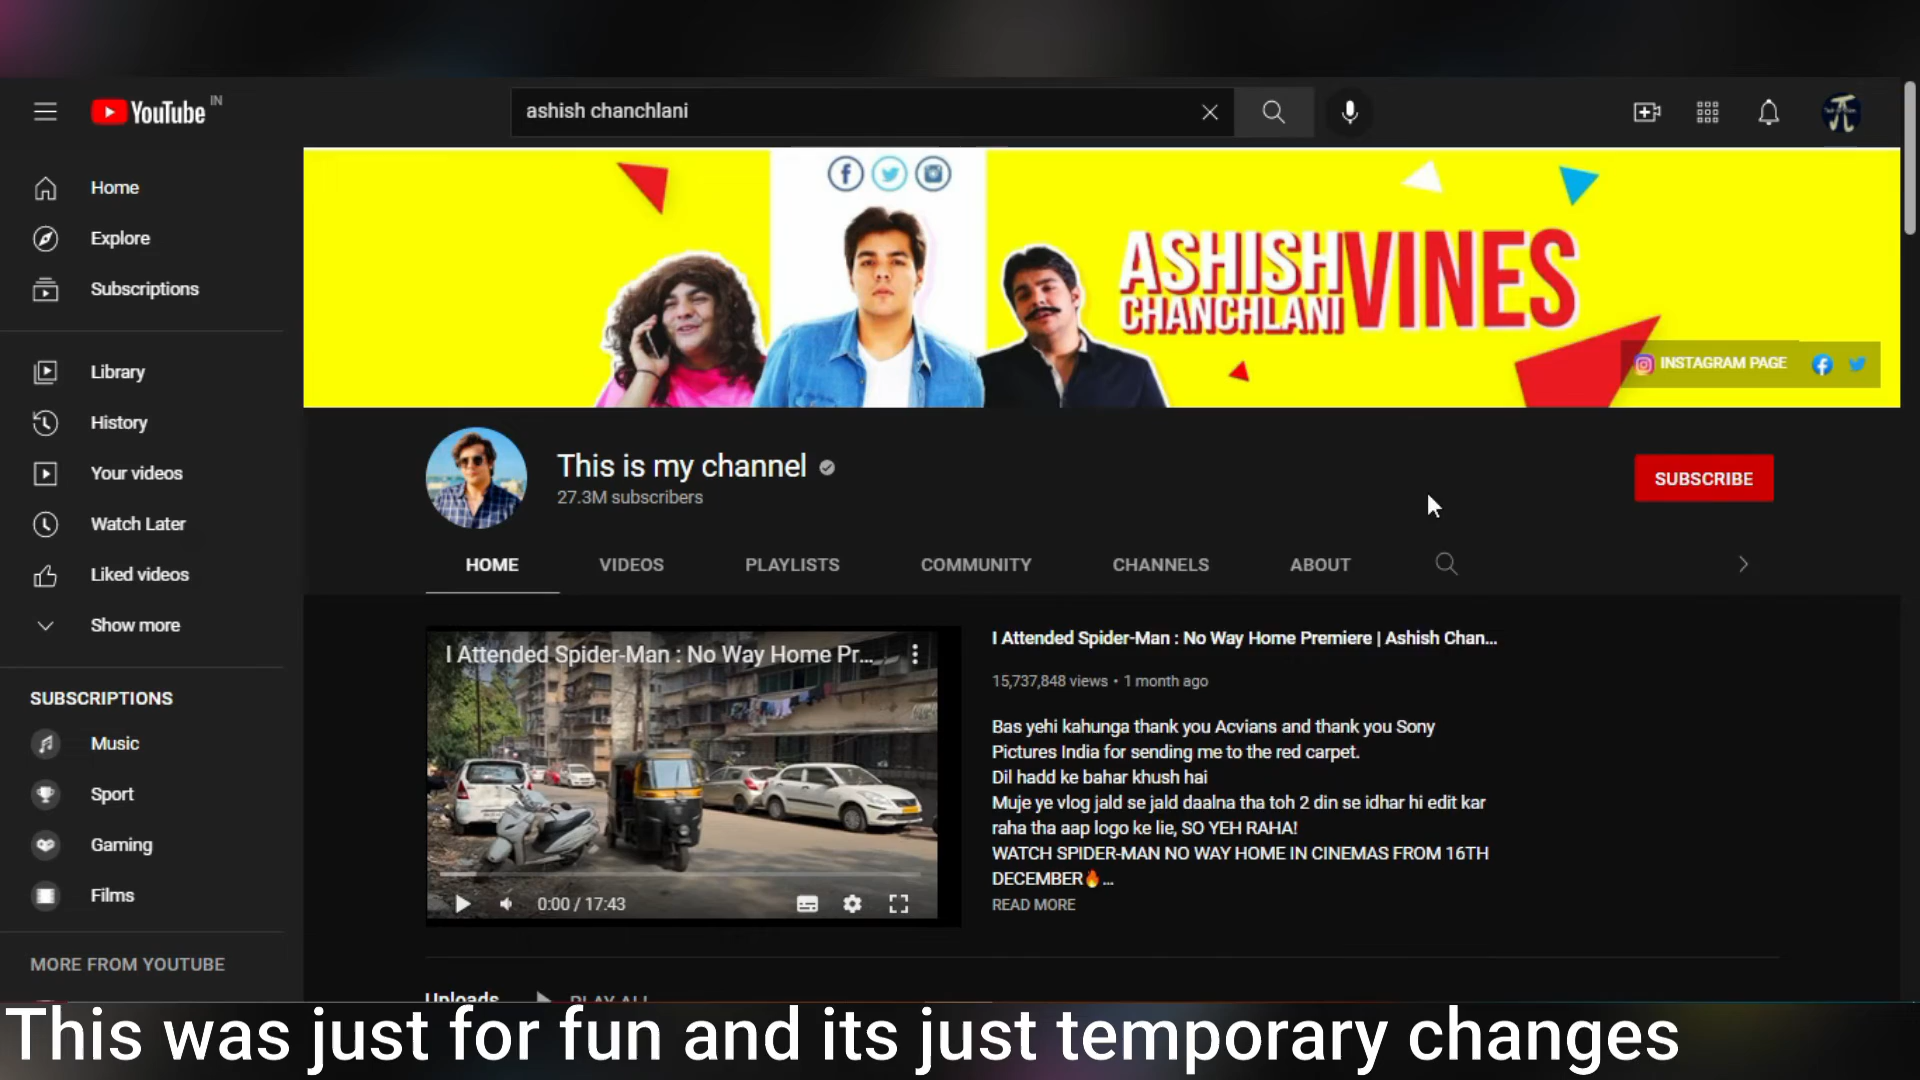 YouTube IN
ashish chanchlani
Home
Explore
Subscriptions
Library
History
Your videos
Watch Later
Liked videos
Show more
SUBSCRIPTIONS
Music
Sport
Gaming
Films
MORE FROM YOUTUBE
ASHISH
CHANCHLANI
VINES
INSTAGRAM PAGE
This is my channel
27.3M subscribers
SUBSCRIBE
HOME VIDEOS PLAYLISTS COMMUNITY CHANNELS ABOUT
I Attended Spider-Man : No Way Home Pr...
0:00 / 17:43
I Attended Spider-Man : No Way Home Premiere | Ashish Chan...
15,737,848 views • 1 month ago
Bas yehi kahunga thank you Acvians and thank you Sony
Pictures India for sending me to the red carpet.
Dil hadd ke bahar khush hai
Muje ye vlog jald se jald daalna tha toh 2 din se idhar hi edit kar
raha tha aap logo ke lie, SO YEH RAHA!
WATCH SPIDER-MAN NO WAY HOME IN CINEMAS FROM 16TH
DECEMBER🔥...
READ MORE
Uploads PLAY ALL
This was just for fun and its just temporary changes